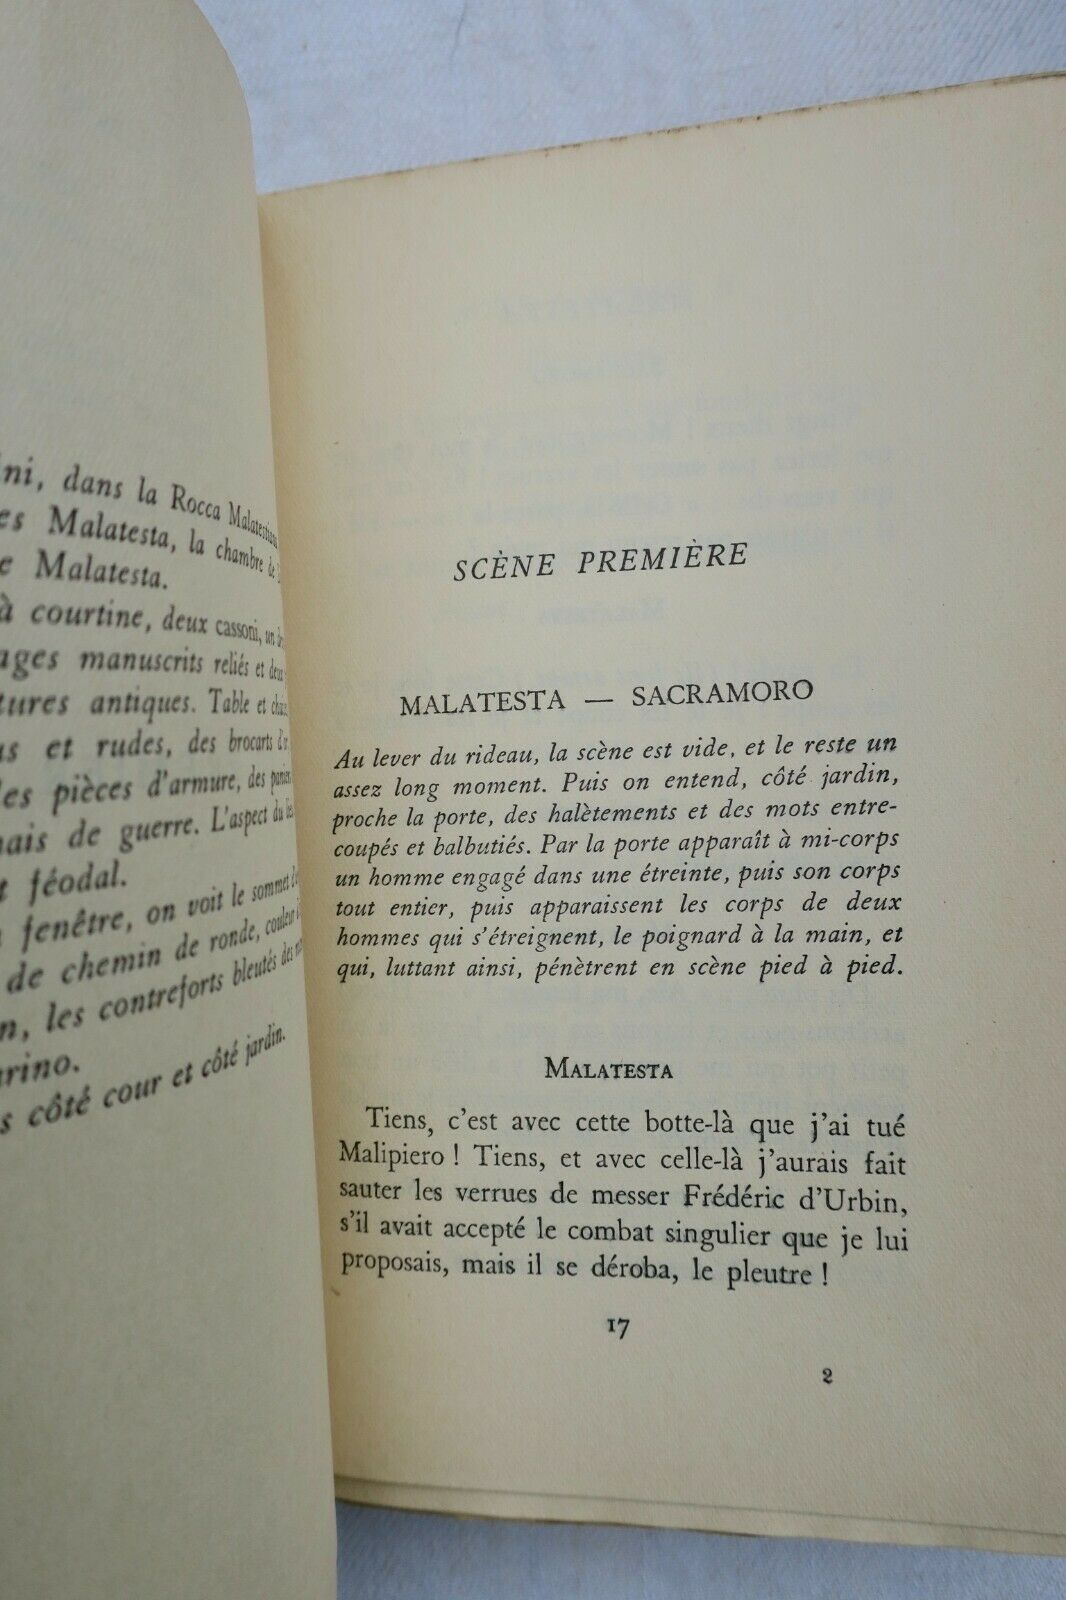 ni, dans la Rocca Malatestiana
es Malatesta, la chambre de
e Malatesta.
à courtine, deux cassoni, un
ages manuscrits reliés et deux
tures antiques. Table et
us et rudes, des brocarts
les pièces d'armure, des
nais de guerre. L'aspect du
t féodal.
fenêtre, on voit le sommet
de chemin de ronde, couleur
n, les contreforts bleutés des
rino.
s côté cour et côté jardin.
SCÈNE PREMIÈRE
MALATESTA — SACRAMORO
Au lever du rideau, la scène est vide, et le reste un
assez long moment. Puis on entend, côté jardin,
proche la porte, des halètements et des mots entre-
coupés et balbutiés. Par la porte apparaît à mi-corps
un homme engagé dans une étreinte, puis son corps
tout entier, puis apparaissent les corps de deux
hommes qui s'étreignent, le poignard à la main, et
qui, luttant ainsi, pénètrent en scène pied à pied.
MALATESTA
Tiens, c'est avec cette botte-là que j'ai tué
Malipiero ! Tiens, et avec celle-là j'aurais fait
sauter les verrues de messer Frédéric d'Urbin,
s'il avait accepté le combat singulier que je lui
proposais, mais il se déroba, le pleutre !
17
2